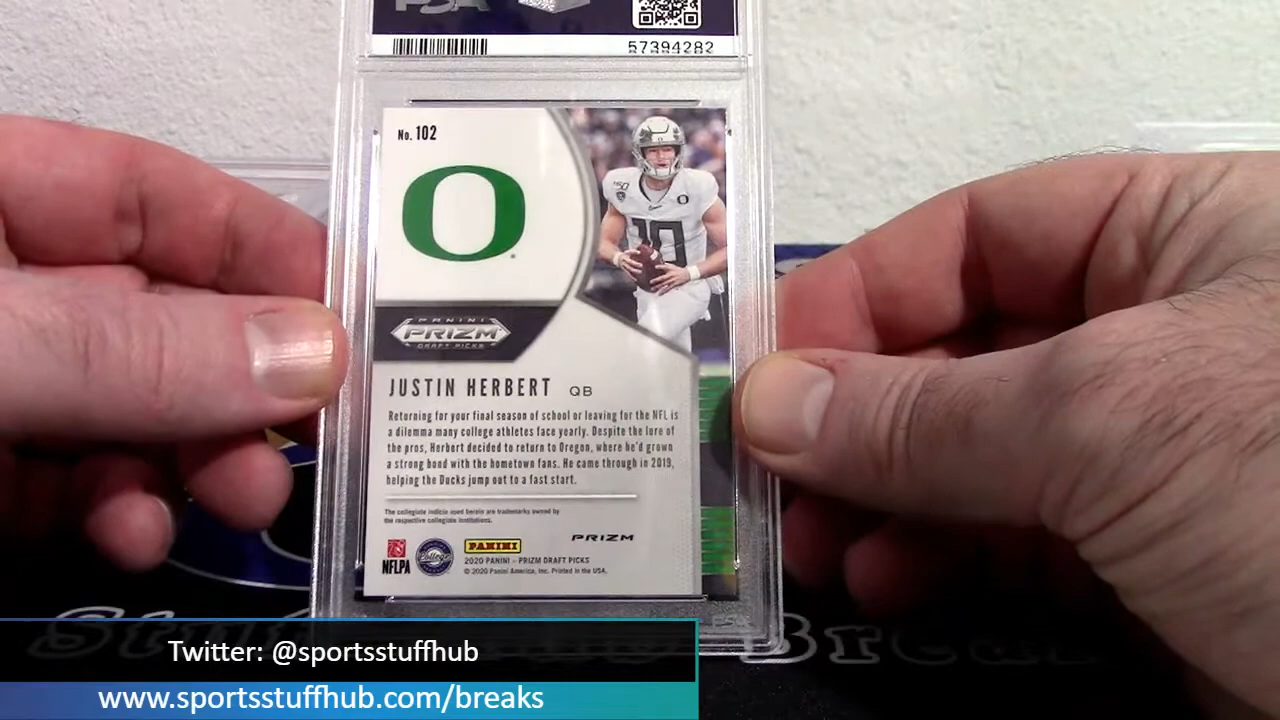 PSA
57394282
No. 102
O
150
O
10
PANINI
PRIZM
DRAFT PICKS
JUSTIN HERBERT QB
Returning for your final season of school or leaving for the NFL is
a dilemma many college athletes face yearly. Despite the lure of
the pros, Herbert decided to return to Oregon, where he'd grown
a strong bond with the hometown fans. He came through in 2019,
helping the Ducks jump out to a fast start.
The collegiate indicia used herein are trademarks owned by
the respective collegiate institutions.
PRIZM
NFLPA
College
PANINI
2020 PANINI – PRIZM DRAFT PICKS
© 2020 Panini America, Inc. Printed in the USA.
Twitter: @sportsstuffhub
www.sportsstuffhub.com/breaks